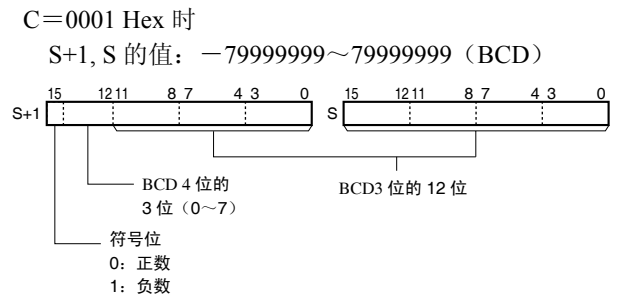 C＝0001 Hex 时
S+1, S 的值：－79999999～79999999（BCD）
15 12 11 8 7 4 3 0 15 12 11 8 7 4 3 0
S+1 S
BCD 4 位的
3 位（0～7）
BCD3 位的 12 位
符号位
0：正数
1：负数